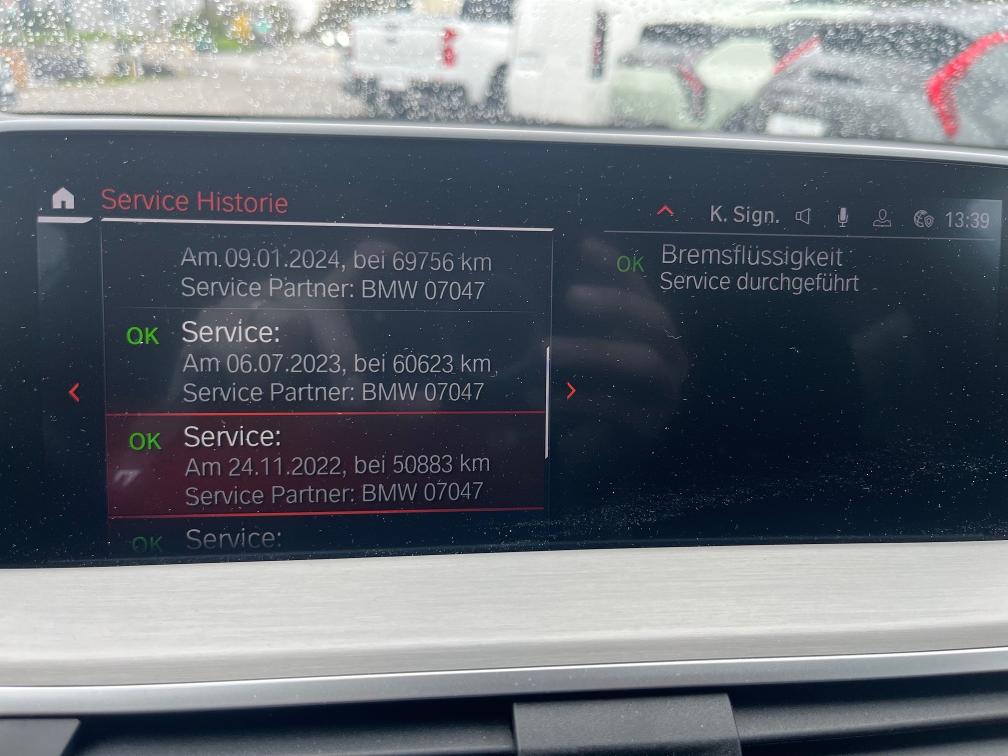 Service Historie
K. Sign.
13:39
Am 09.01.2024, bei 69756 km
Service Partner: BMW 07047
OK Service:
Am 06.07.2023, bei 60623 km
Service Partner: BMW 07047
OK Service:
Am 24.11.2022, bei 50883 km
Service Partner: BMW 07047
OK Service:
OK Bremsflüssigkeit
Service durchgeführt